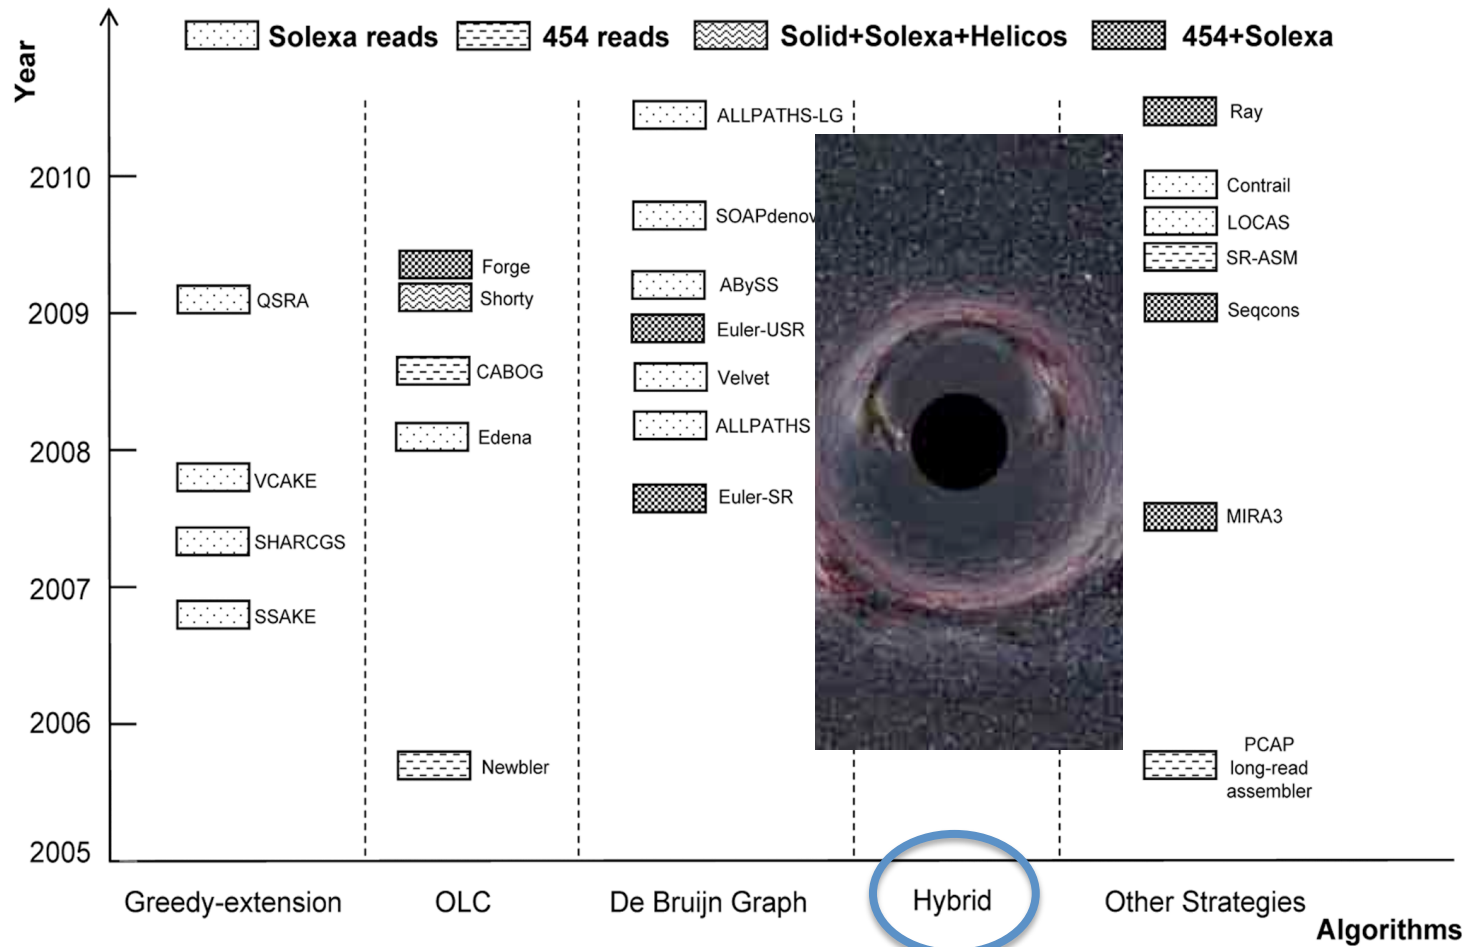 Year
Solexa reads
454 reads
Solid+Solexa+Helicos
454+Solexa
2010
2009
2008
2007
2006
2005
QSRA
VCAKE
SHARCGS
SSAKE
Forge
Shorty
CABOG
Edena
Newbler
ALLPATHS-LG
SOAPdenov
ABySS
Euler-USR
Velvet
ALLPATHS
Euler-SR
Ray
Contrail
LOCAS
SR-ASM
Seqcons
MIRA3
PCAP
long-read
assembler
Greedy-extension
OLC
De Bruijn Graph
Hybrid
Other Strategies
Algorithms